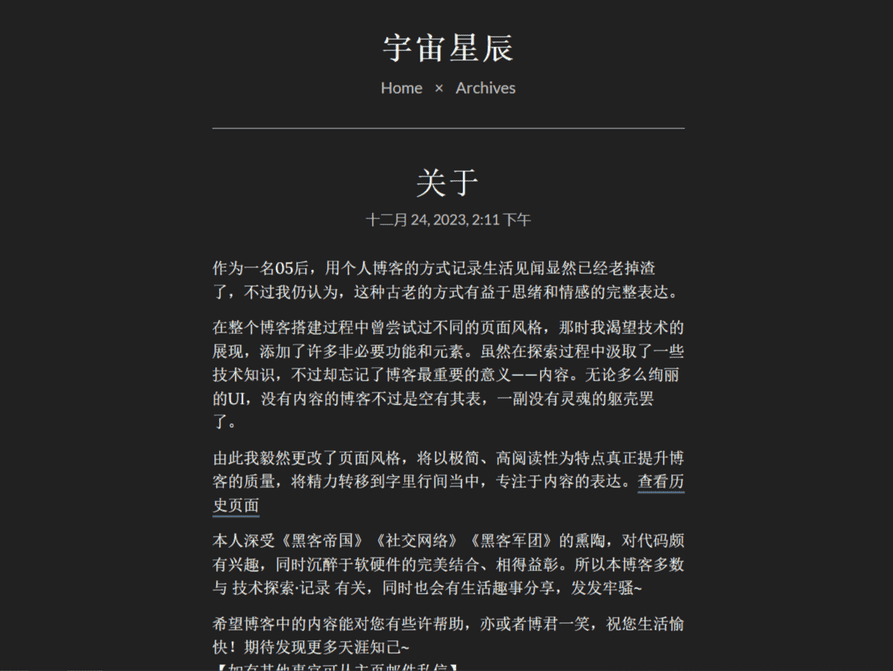 宇宙星辰
Home × Archives
关于
十二月 24, 2023, 2:11 下午
作为一名05后，用个人博客的方式记录生活见闻显然已经老掉渣
了，不过我仍认为，这种古老的方式有益于思绪和情感的完整表达。
在整个博客搭建过程中曾尝试过不同的页面风格，那时我渴望技术的
展现，添加了许多非必要功能和元素。虽然在探索过程中汲取了一些
技术知识，不过却忘记了博客最重要的意义——内容。无论多么绚丽
的UI，没有内容的博客不过是空有其表，一副没有灵魂的躯壳罢
了。
由此我毅然更改了页面风格，将以极简、高阅读性为特点真正提升博
客的质量，将精力转移到字里行间当中，专注于内容的表达。查看历
史页面
本人深受《黑客帝国》《社交网络》《黑客军团》的熏陶，对代码颇
有兴趣，同时沉醉于软硬件的完美结合、相得益彰。所以本博客多数
与 技术探索·记录 有关，同时也会有生活趣事分享，发发牢骚~
希望博客中的内容能对您有些许帮助，亦或者博君一笑，祝您生活愉
快！期待发现更多天涯知己~
【如有其他事宜可从主页邮件私信】